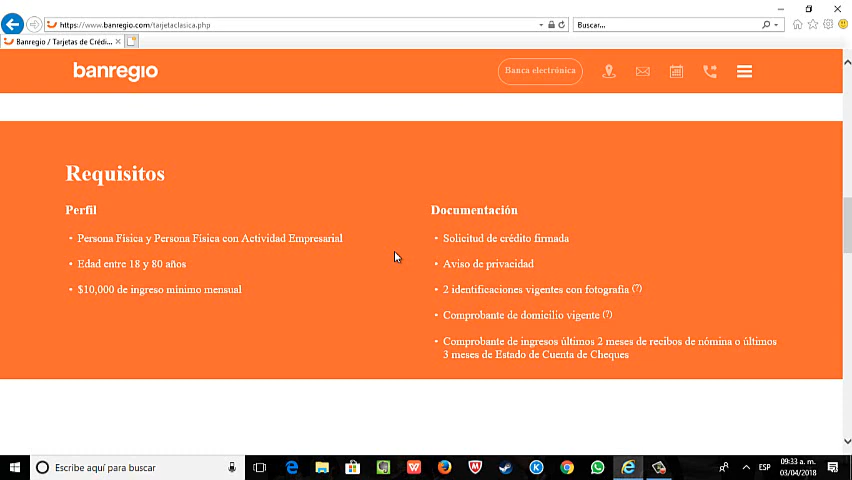 https://www.banregio.com/tarjetaclasica.php
Buscar...
Banregio / Tarjetas de Crédi...
banregio
Banca electrónica
Requisitos
Perfil
• Persona Física y Persona Física con Actividad Empresarial
• Edad entre 18 y 80 años
• $10,000 de ingreso mínimo mensual
Documentación
• Solicitud de crédito firmada
• Aviso de privacidad
• 2 identificaciones vigentes con fotografía (?)
• Comprobante de domicilio vigente (?)
• Comprobante de ingresos últimos 2 meses de recibos de nómina o últimos
3 meses de Estado de Cuenta de Cheques
Escribe aquí para buscar
ESP
09:33 a. m.
03/04/2018